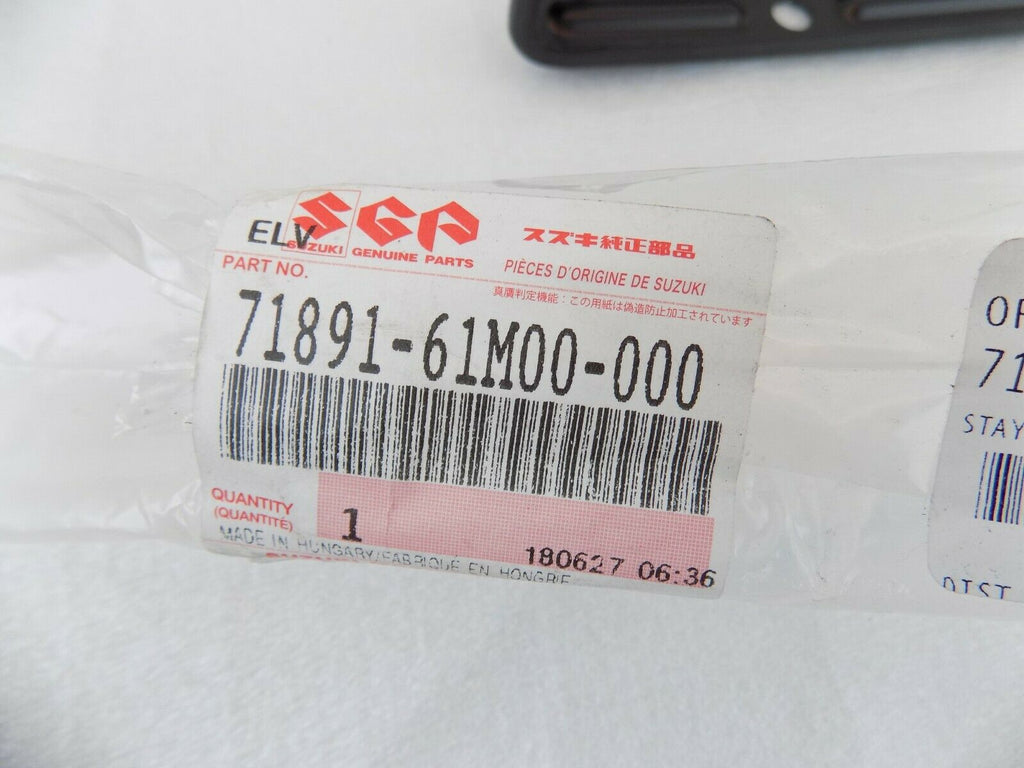 ELV
SGP
SUZUKI GENUINE PARTS
スズキ純正部品
PIÈCES D'ORIGINE DE SUZUKI
PART NO.
真贋判定機能：この用紙は偽造防止加工されています
71891-61M00-000
QUANTITY
(QUANTITÉ)
1
180627 06:36
MADE IN HUNGARY/FABRIQUÉ EN HONGRIE
71
STAY
DIST